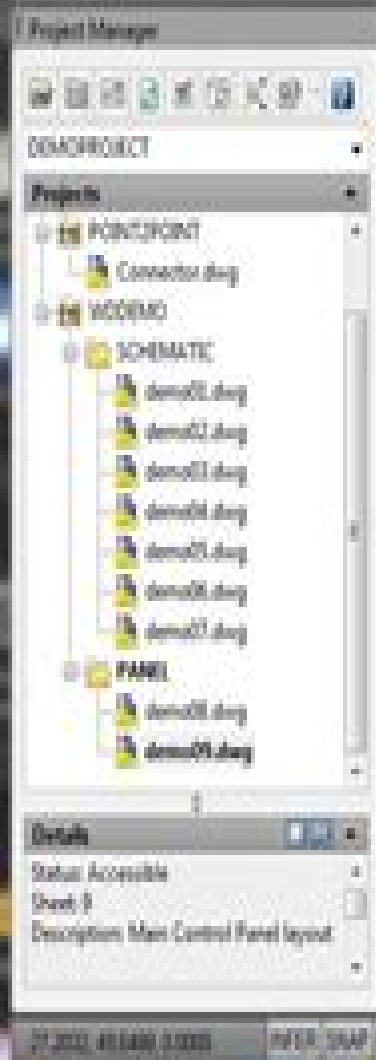 Project Manager
DEMOPROJECT
Projects
POINT2POINT
Connector.dwg
WDDEMO
SCHEMATIC
demo01.dwg
demo02.dwg
demo03.dwg
demo04.dwg
demo05.dwg
demo06.dwg
demo07.dwg
PANEL
demo08.dwg
demo09.dwg
Details
Status: Accessible
Sheet: 9
Description: Main Control Panel layout
INFER SNAP